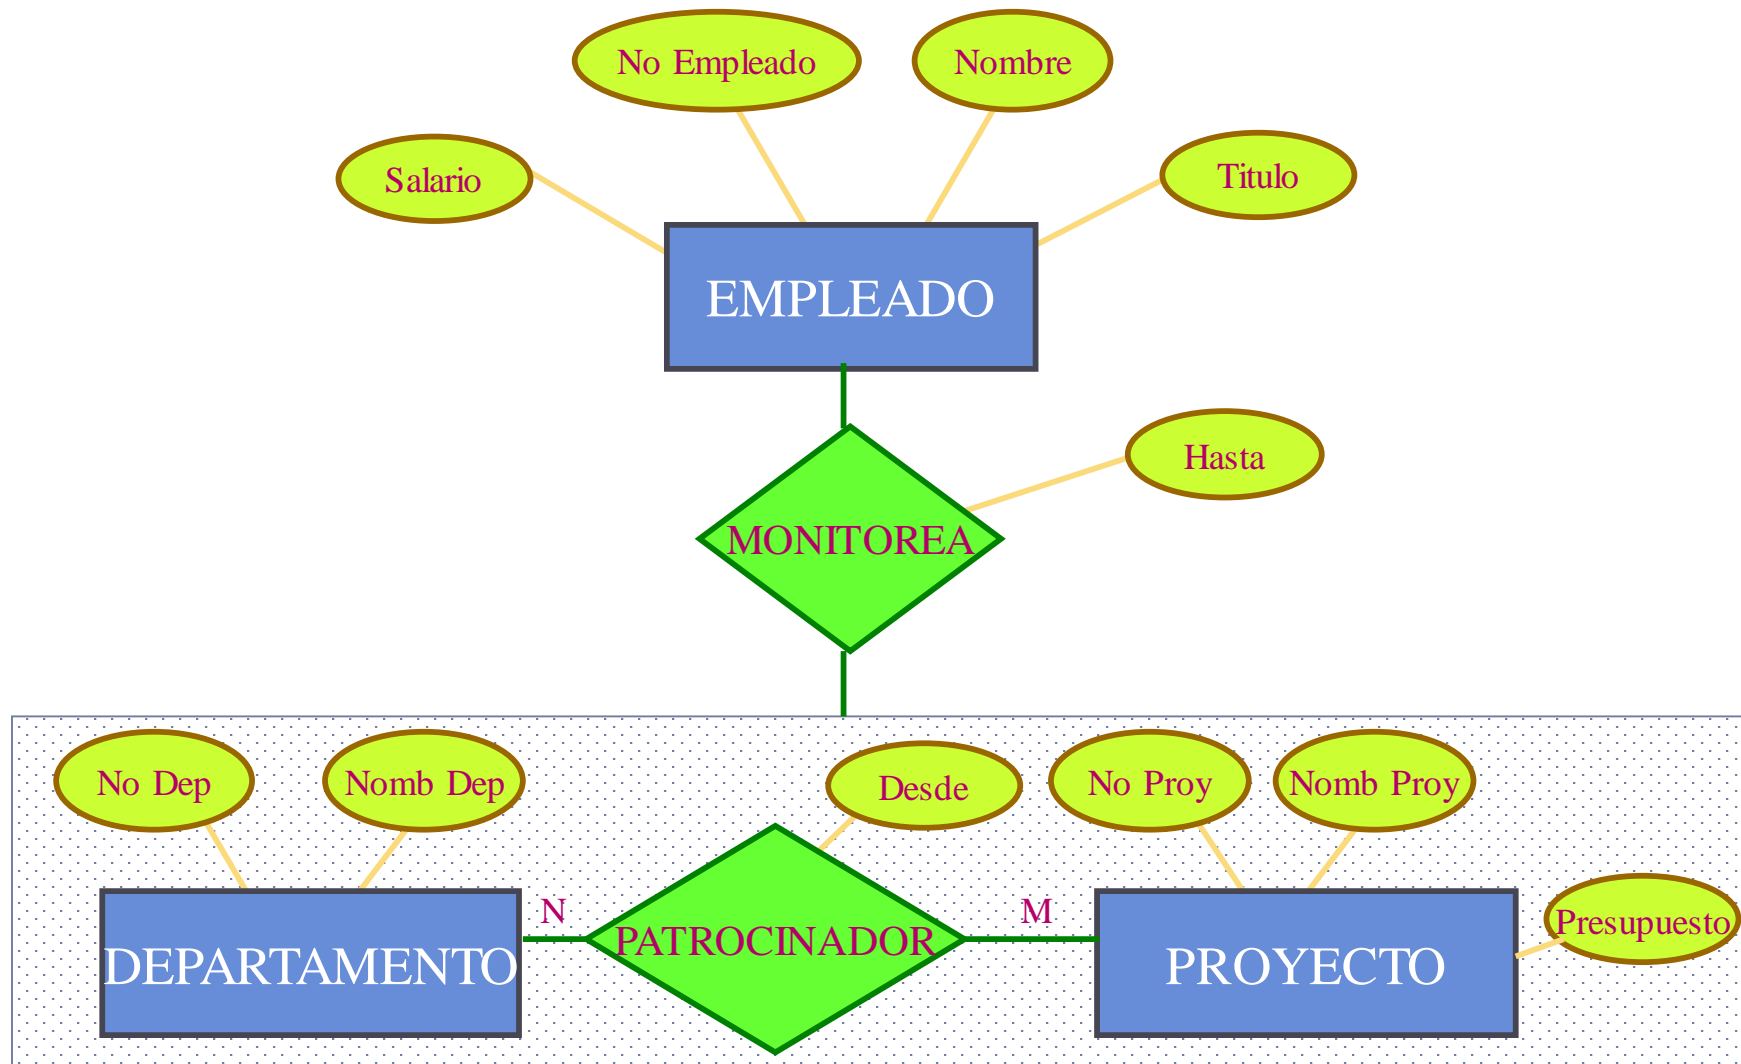 No Empleado
Nombre
Salario
Titulo
EMPLEADO
Hasta
MONITOREA
No Dep
Nomb Dep
Desde
No Proy
Nomb Proy
N
M
Presupuesto
DEPARTAMENTO
PATROCINADOR
PROYECTO